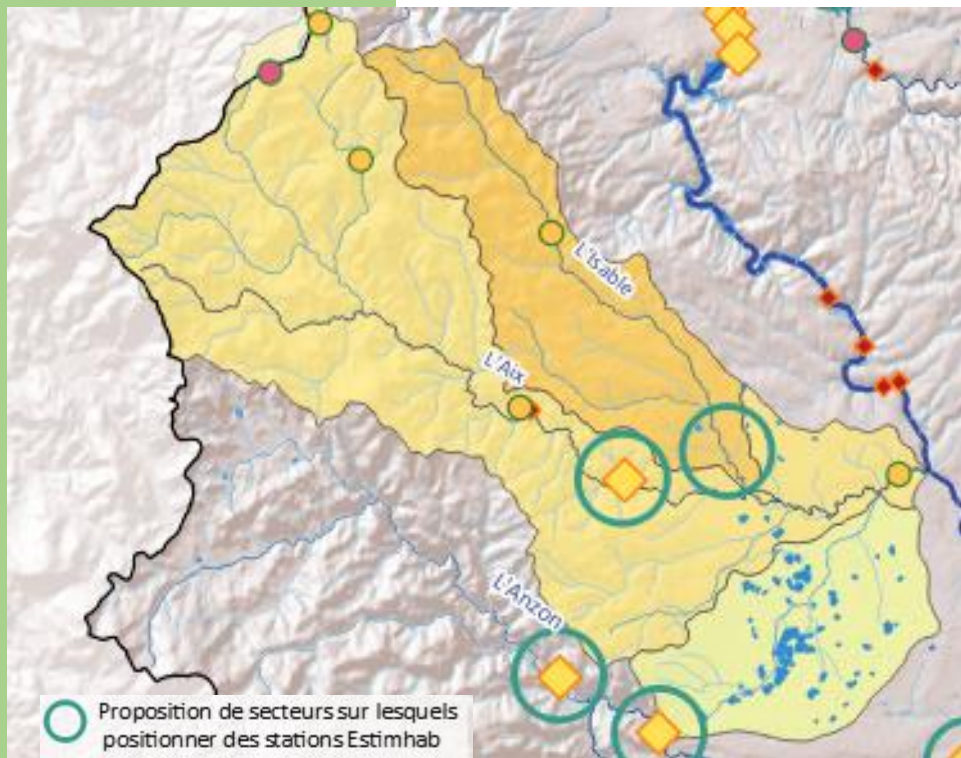 L'Isable
L'Aix
L'Anzon
Proposition de secteurs sur lesquels
positionner des stations Estimhab